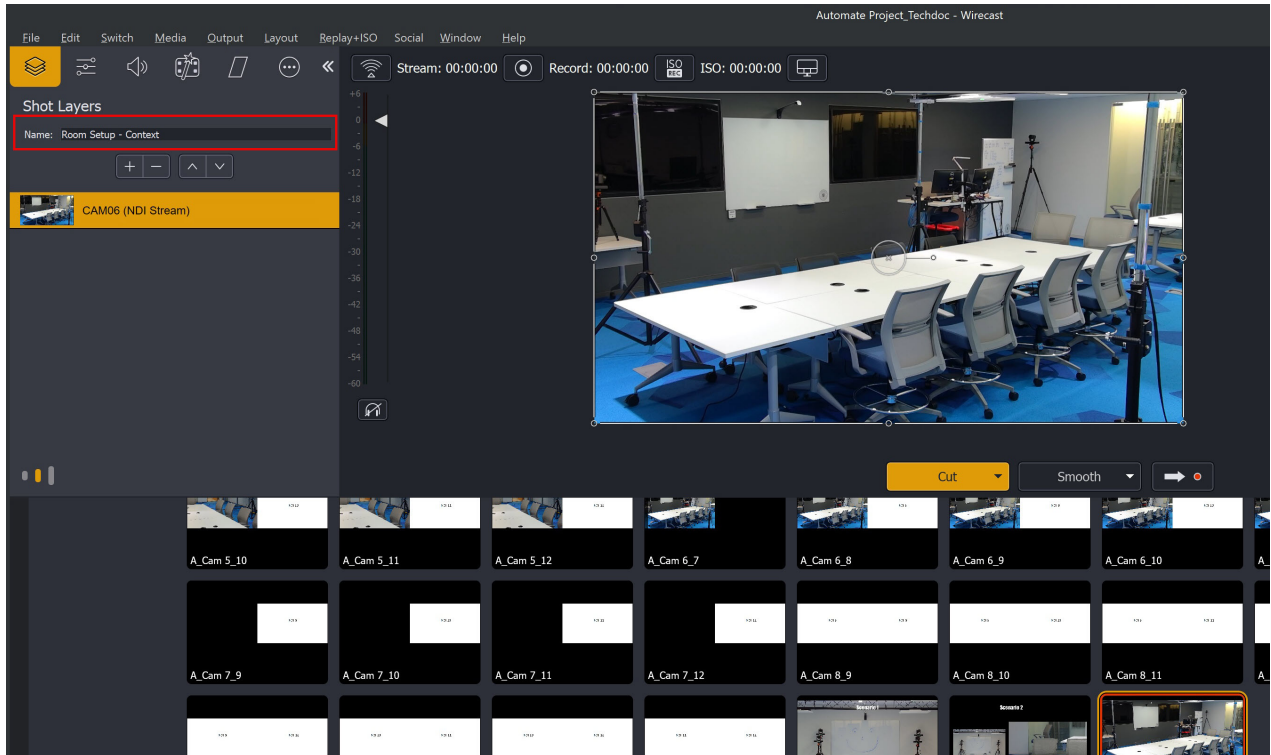 Automate Project_Techdoc - Wirecast
File Edit Switch Media Output Layout Replay+ISO Social Window Help
Stream: 00:00:00 Record: 00:00:00 ISO REC ISO: 00:00:00
Shot Layers
Name: Room Setup - Context
CAM06 (NDI Stream)
+6
0
-6
-12
-18
-24
-30
-36
-42
-48
-54
-60
Cut Smooth
A_Cam 5_10 A_Cam 5_11 A_Cam 5_12 A_Cam 6_7 A_Cam 6_8 A_Cam 6_9 A_Cam 6_10 A_
A_Cam 7_9 A_Cam 7_10 A_Cam 7_11 A_Cam 7_12 A_Cam 8_9 A_Cam 8_10 A_Cam 8_11 A_
Scenario 1 Scenario 2